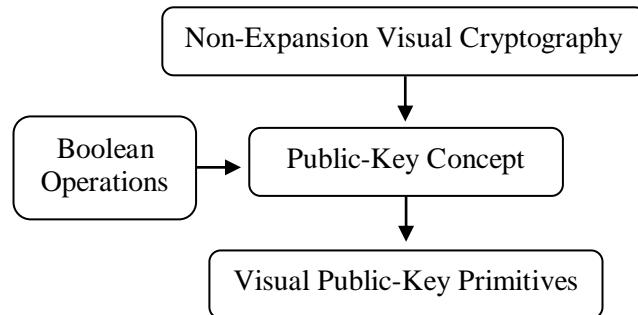 Non-Expansion Visual Cryptography
Boolean
Operations
Public-Key Concept
Visual Public-Key Primitives